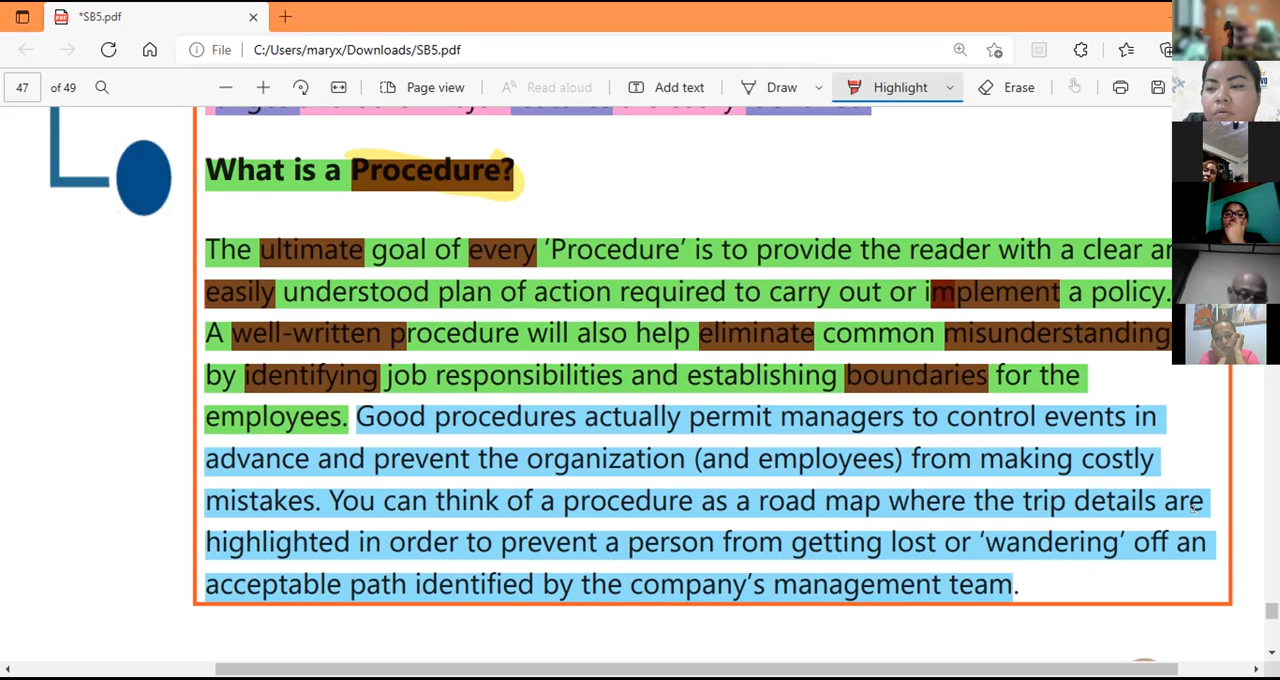 *SB5.pdf
File C:/Users/maryx/Downloads/SB5.pdf
47 of 49 Page view Read aloud Add text Draw Highlight Erase
What is a Procedure?
The ultimate goal of every ‘Procedure’ is to provide the reader with a clear
easily understood plan of action required to carry out or implement a policy.
A well-written procedure will also help eliminate common misunderstanding
by identifying job responsibilities and establishing boundaries for the
employees. Good procedures actually permit managers to control events in
advance and prevent the organization (and employees) from making costly
mistakes. You can think of a procedure as a road map where the trip details are
highlighted in order to prevent a person from getting lost or ‘wandering’ off an
acceptable path identified by the company’s management team.